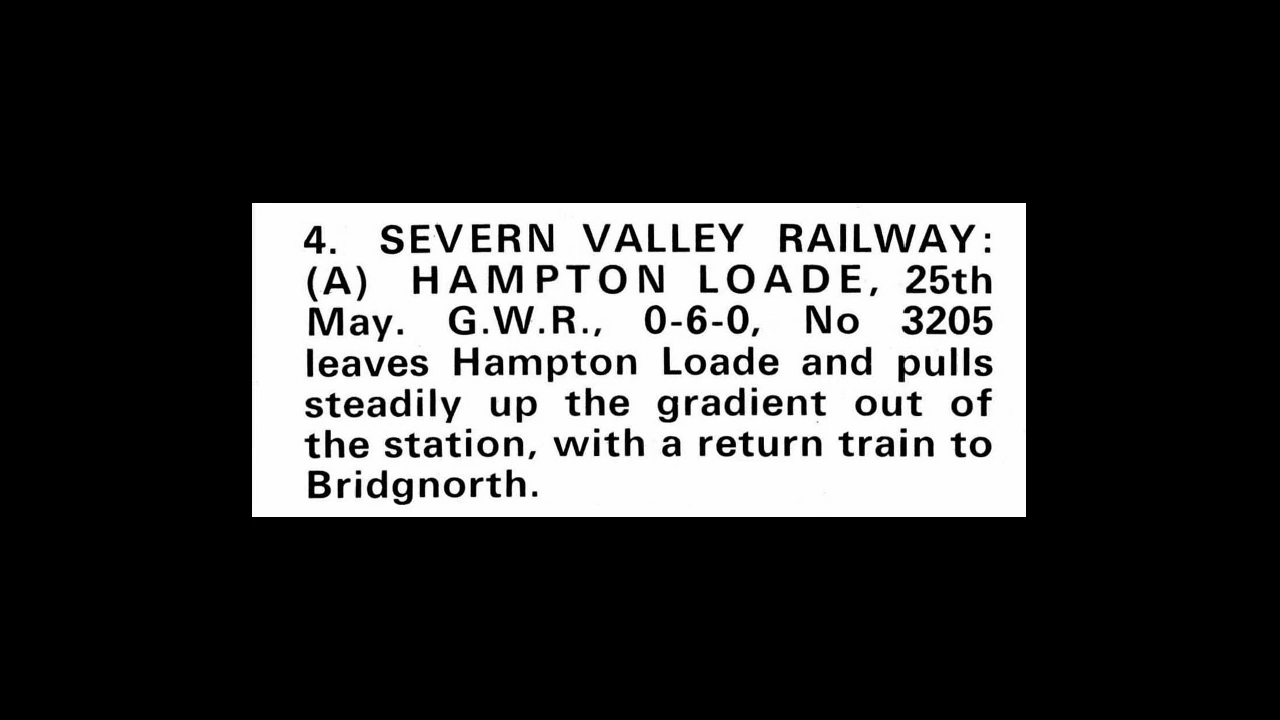 4. SEVERN VALLEY RAILWAY:
(A) HAMPTON LOADE, 25th
May. G.W.R., 0-6-0, No 3205
leaves Hampton Loade and pulls
steadily up the gradient out of
the station, with a return train to
Bridgnorth.